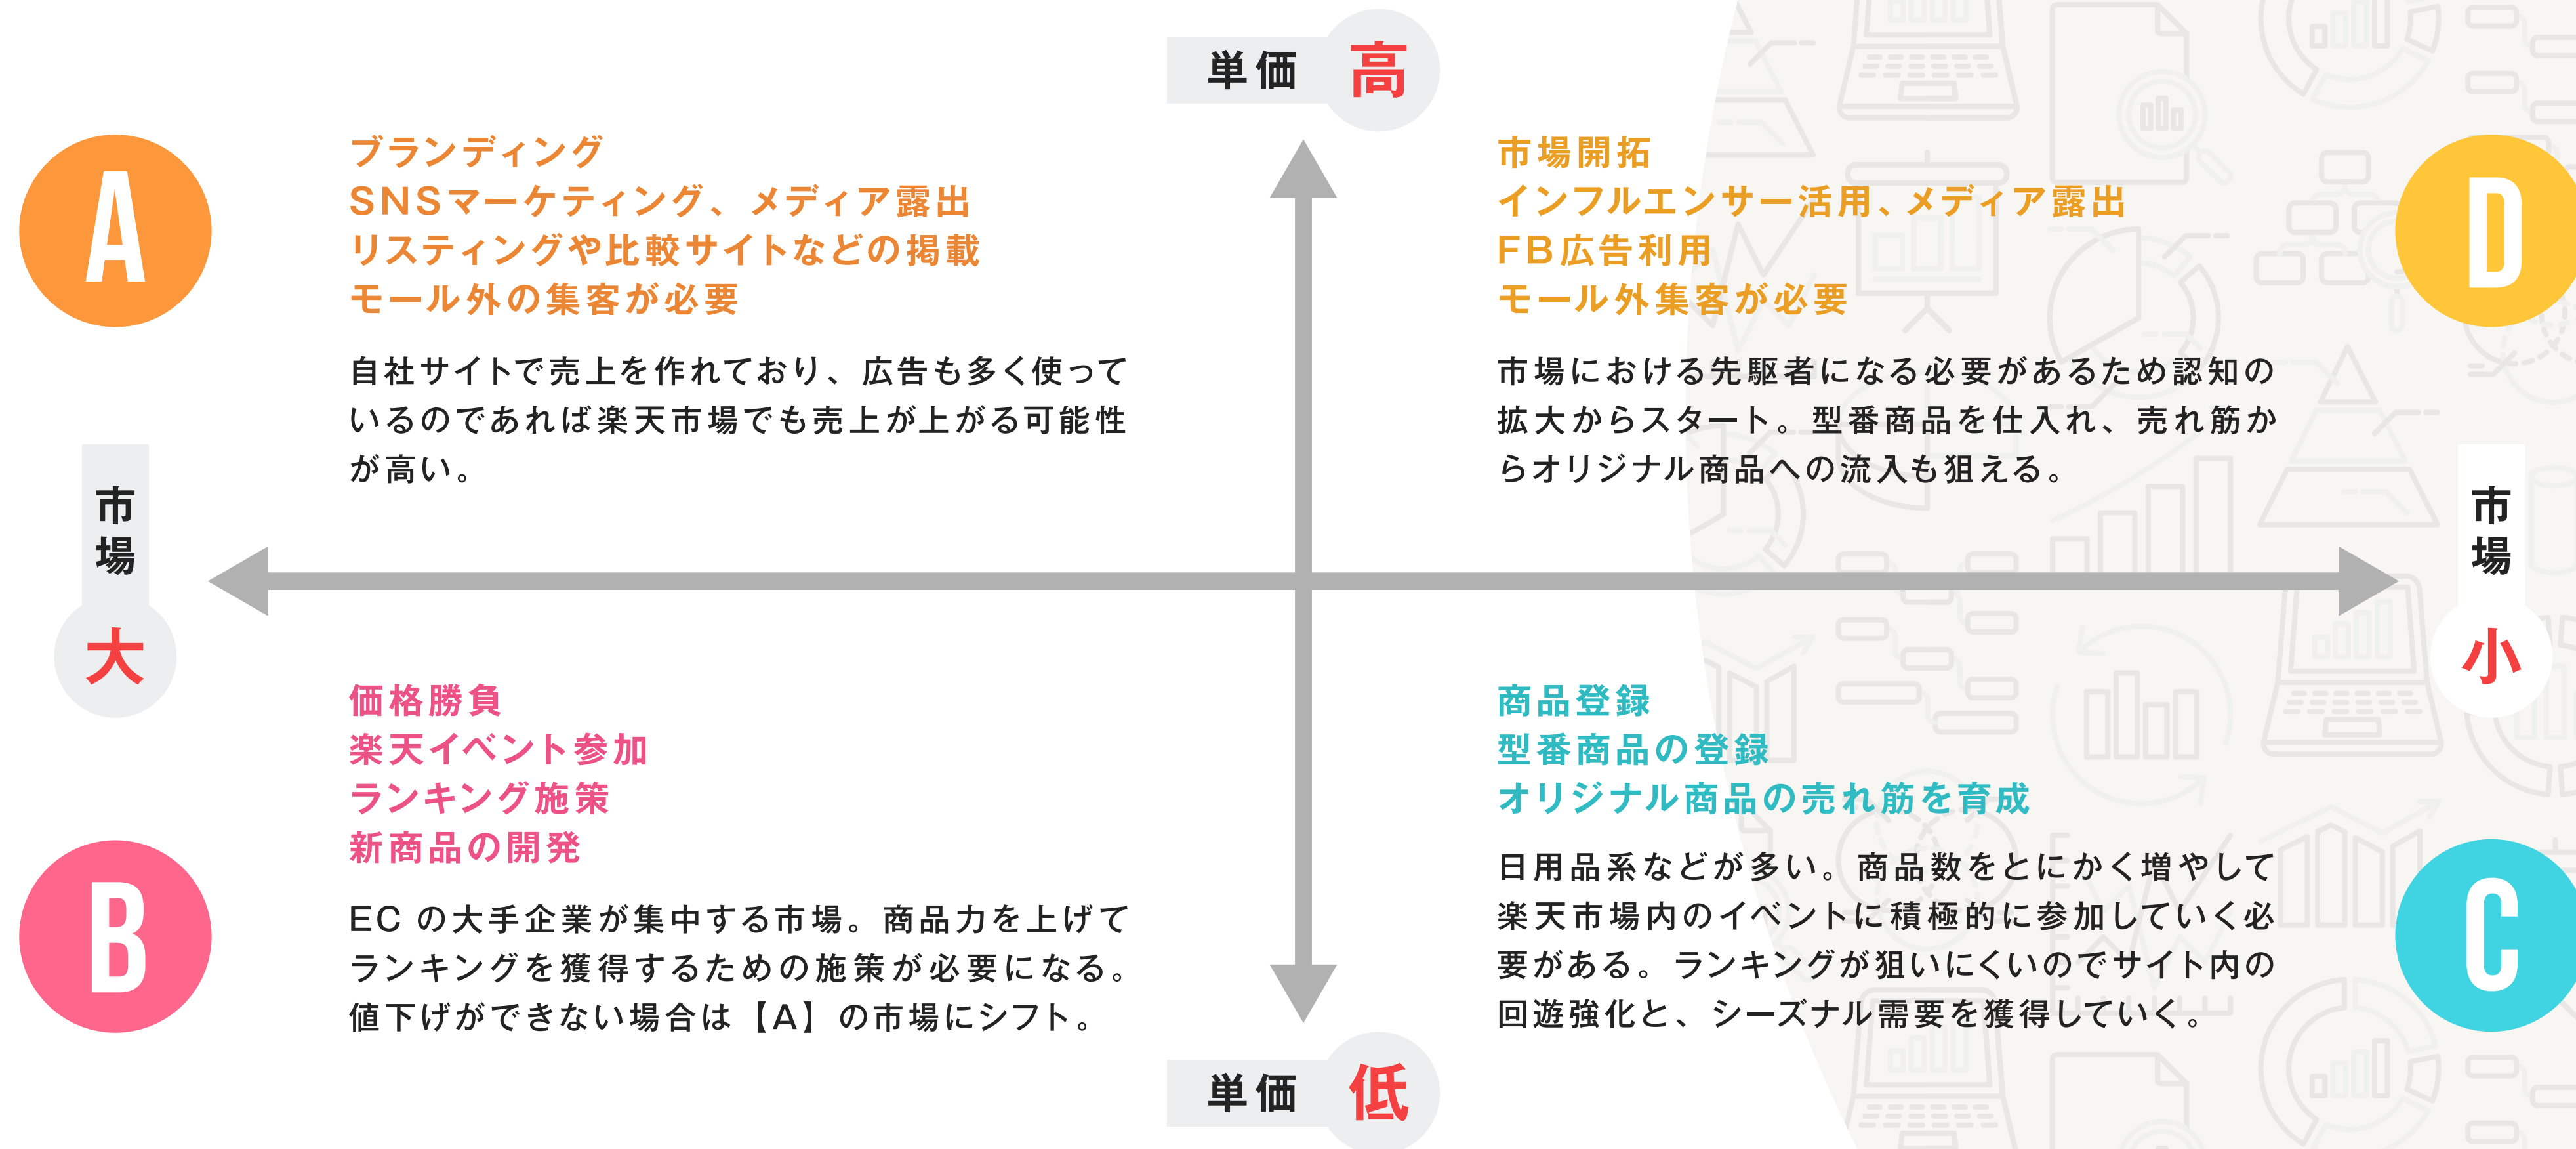 単価 高
A
ブランディング
SNSマーケティング、メディア露出
リスティングや比較サイトなどの掲載
モール外の集客が必要
自社サイトで売上を作れており、広告も多く使って
いるのであれば楽天市場でも売上が上がる可能性
が高い。
市場開拓
インフルエンサー活用、メディア露出
FB広告利用
モール外集客が必要
市場における先駆者になる必要があるため認知の
拡大からスタート。型番商品を仕入れ、売れ筋か
らオリジナル商品への流入も狙える。
D
市場 大
市場 小
B
価格勝負
楽天イベント参加
ランキング施策
新商品の開発
EC の大手企業が集中する市場。商品力を上げて
ランキングを獲得するための施策が必要になる。
値下げができない場合は【A】の市場にシフト。
商品登録
型番商品の登録
オリジナル商品の売れ筋を育成
日用品系などが多い。商品数をとにかく増やして
楽天市場内のイベントに積極的に参加していく必
要がある。ランキングが狙いにくいのでサイト内の
回遊強化と、シーズナル需要を獲得していく。
C
単価 低